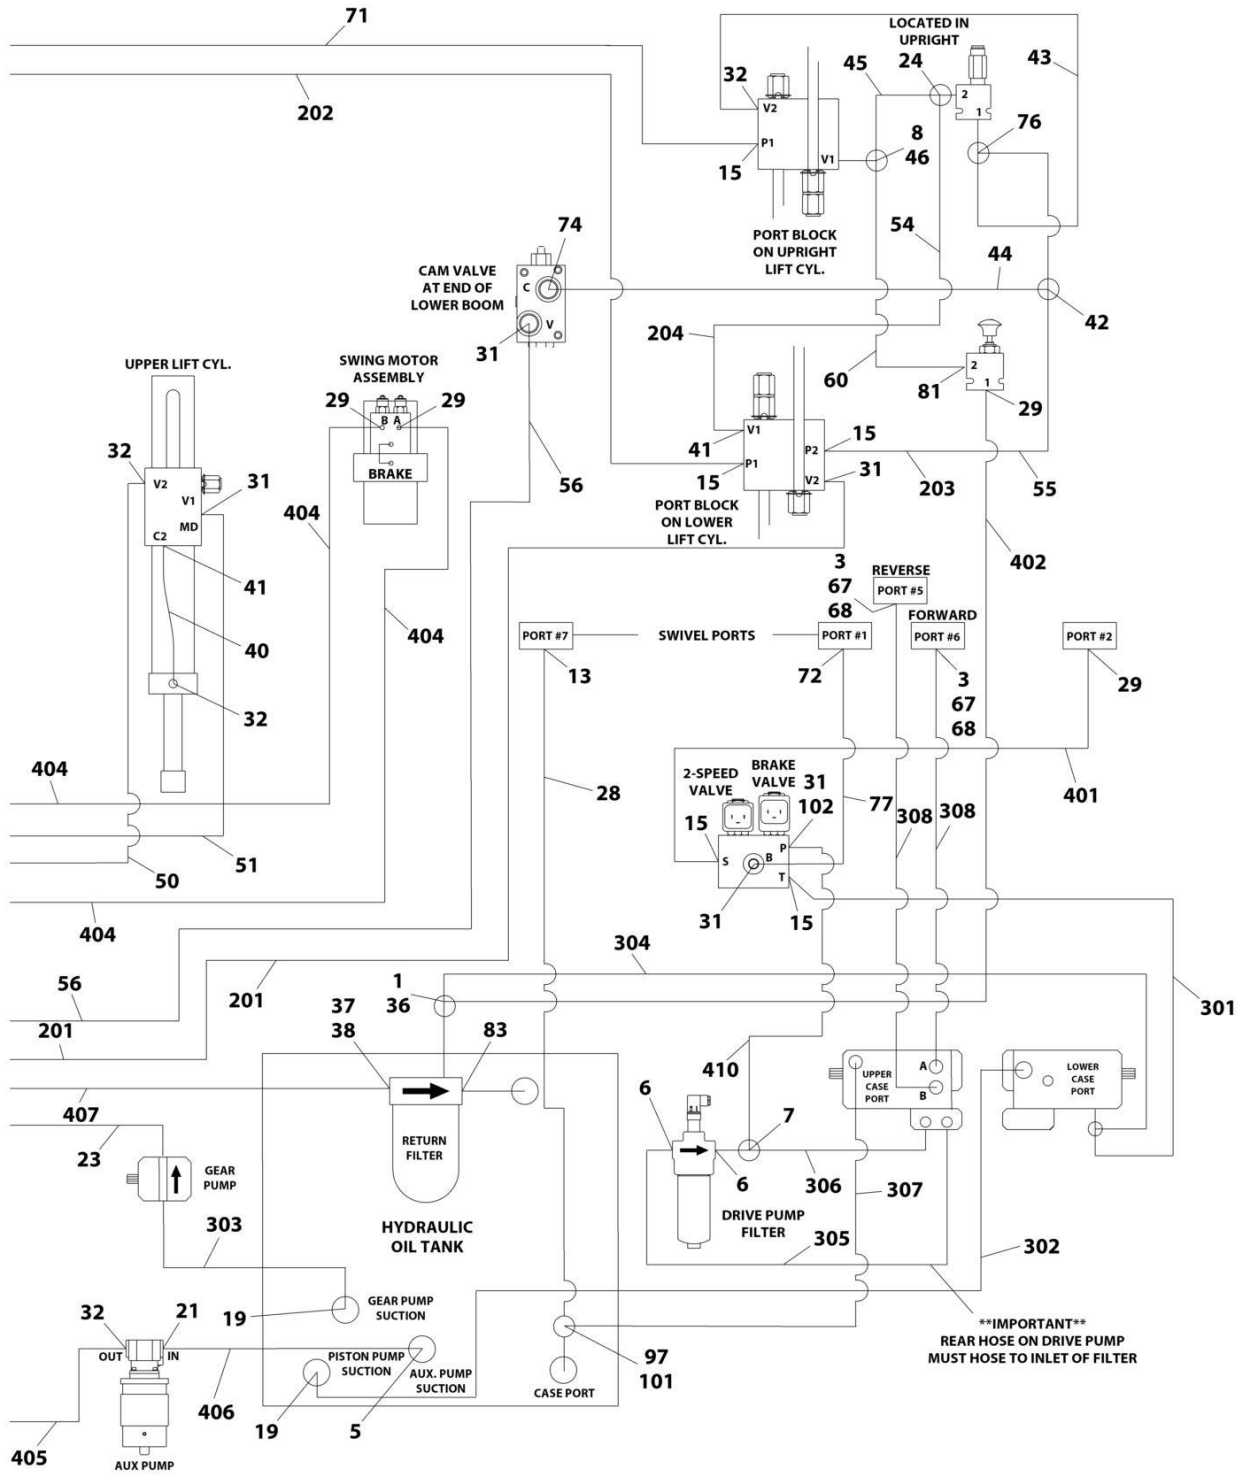 71
202
LOCATED IN
UPRIGHT
24
45
43
32
V2
2
1
76
8
46
P1
15
V1
PORT BLOCK
ON UPRIGHT
LIFT CYL.
54
44
74
CAM VALVE
AT END OF
LOWER BOOM
C
V
31
42
204
60
81
2
1
29
UPPER LIFT CYL.
SWING MOTOR
ASSEMBLY
29
29
B A
BRAKE
32
V2
V1
31
MD
C2
41
40
32
56
404
404
V1
41
P1
15
P2
15
V2
31
203
55
PORT BLOCK
ON LOWER
LIFT CYL.
402
3
67
68
REVERSE
PORT #5
FORWARD
PORT #7
SWIVEL PORTS
PORT #1
PORT #6
PORT #2
13
72
3
67
68
29
404
28
2-SPEED
VALVE
BRAKE
VALVE
31
102
77
308
308
401
15
S
B
P
T
31
15
51
50
404
304
56
201
201
1
36
37
38
83
301
410
407
23
RETURN
FILTER
6
7
6
306
307
UPPER
CASE
PORT
A
B
LOWER
CASE
PORT
GEAR
PUMP
303
HYDRAULIC
OIL TANK
DRIVE PUMP
FILTER
305
302
19
GEAR PUMP
SUCTION
32
21
OUT
IN
406
PISTON PUMP
SUCTION
AUX. PUMP
SUCTION
19
5
CASE PORT
97
101
**IMPORTANT**
REAR HOSE ON DRIVE PUMP
MUST HOSE TO INLET OF FILTER
405
AUX PUMP